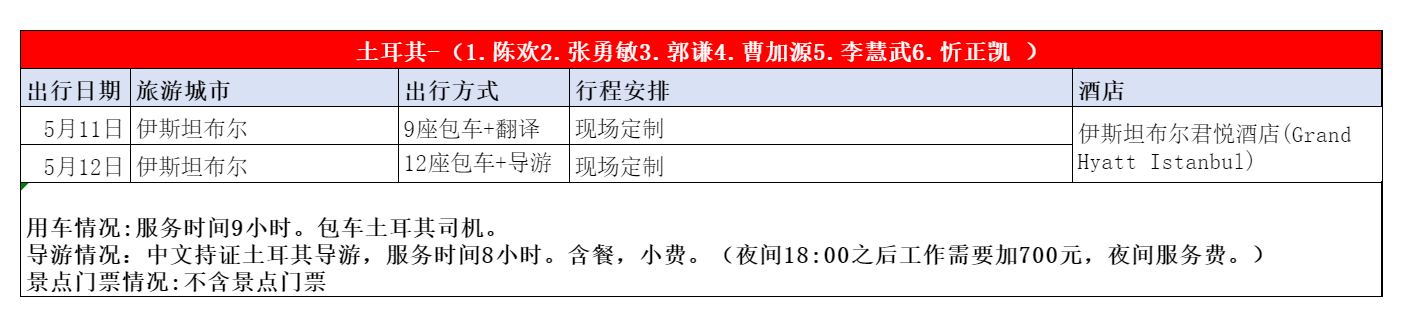 土耳其-（1.陈欢2.张勇敏3.郭谦4.曹加源5.李慧武6.忻正凯 ）
出行日期 旅游城市 出行方式 行程安排 酒店
5月11日 伊斯坦布尔 9座包车+翻译 现场定制 伊斯坦布尔君悦酒店(Grand
5月12日 伊斯坦布尔 12座包车+导游 现场定制 Hyatt Istanbul)
用车情况:服务时间9小时。包车土耳其司机。
导游情况：中文持证土耳其导游，服务时间8小时。含餐，小费。（夜间18:00之后工作需要加700元，夜间服务费。）
景点门票情况:不含景点门票